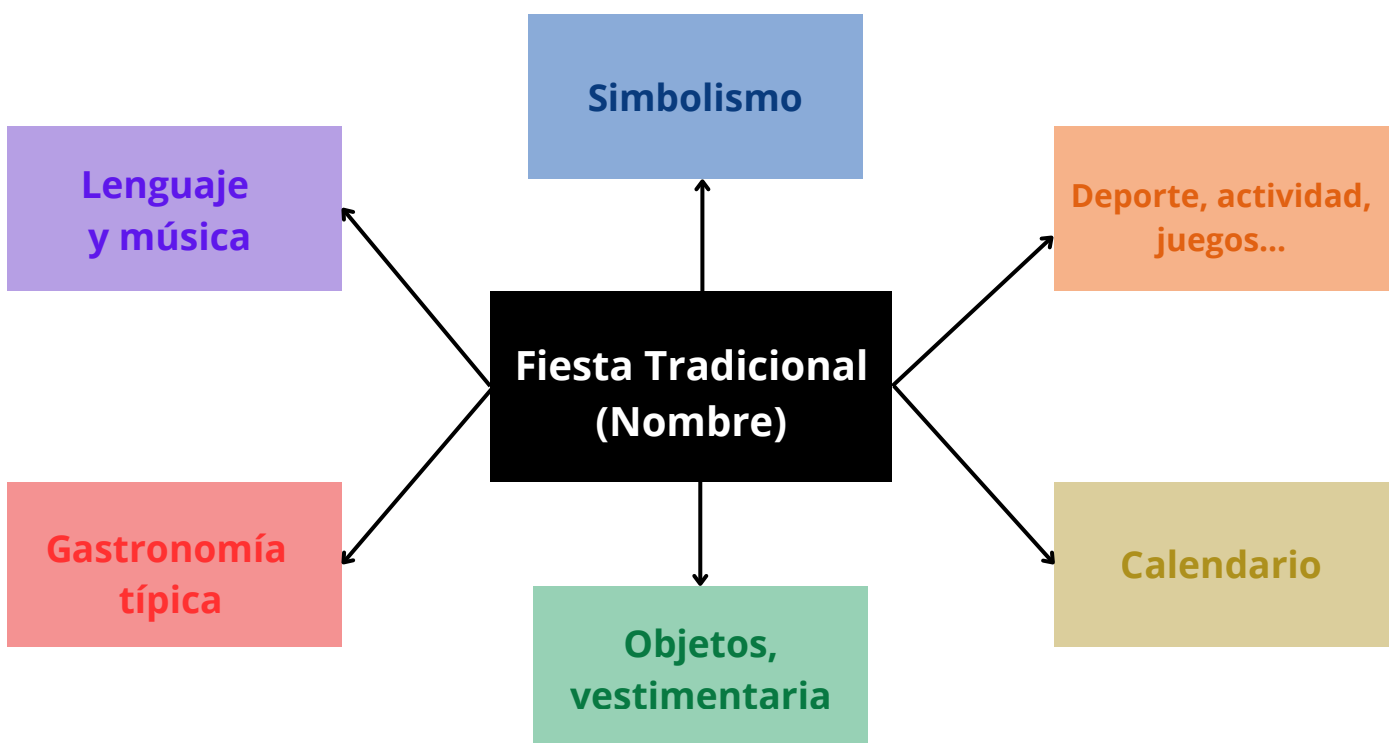 Simbolismo
Lenguaje
y música
Deporte, actividad,
juegos...
Fiesta Tradicional
(Nombre)
Gastronomía
típica
Calendario
Objetos,
vestimentaria